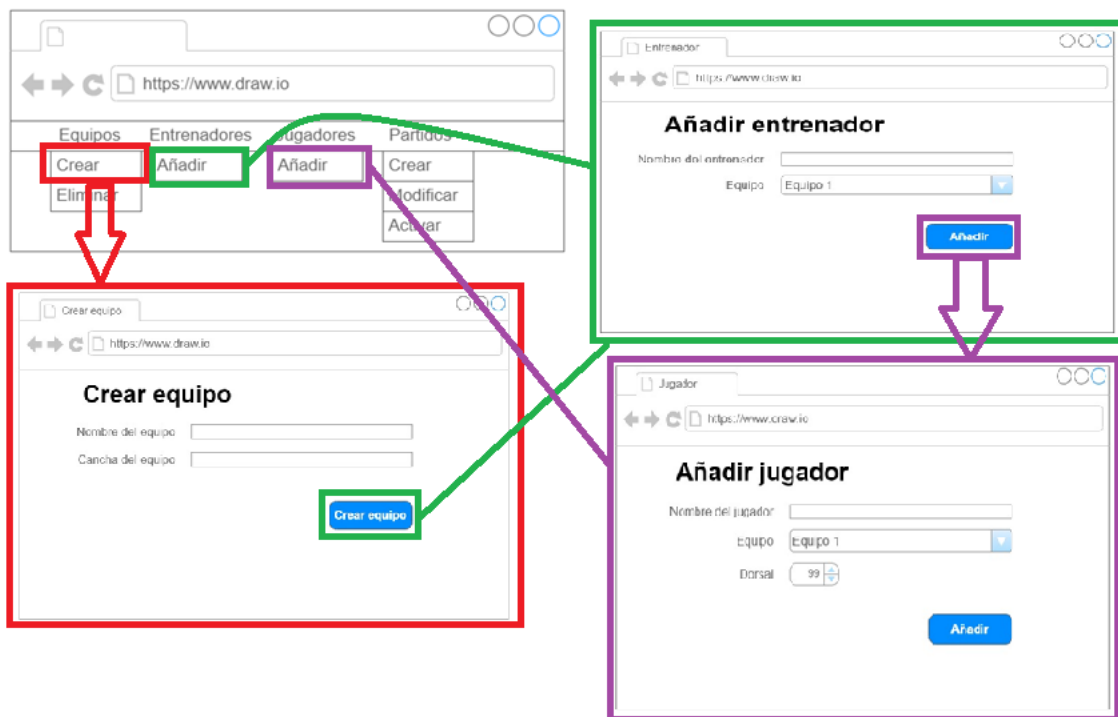 https://www.draw.io
Equipos Entrenadores Jugadores Partidos
Crear Añadir Añadir Crear
Eliminar Modificar
Activar
Entrenador
https://www.draw.io
Añadir entrenador
Nombre del entrenador
Equipo Equipo 1
Añadir
Crear equipo
https://www.draw.io
Crear equipo
Nombre del equipo
Cancha del equipo
Crear equipo
Jugador
https://www.draw.io
Añadir jugador
Nombre del jugador
Equipo Equipo 1
Dorsal 99
Añadir